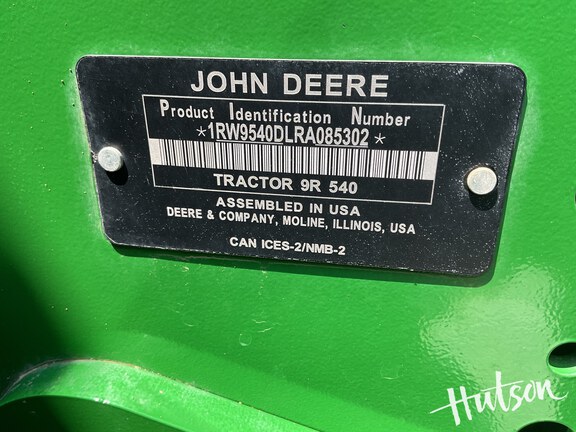 JOHN DEERE
Product Identification Number
*1RW9540DLRA085302*
TRACTOR 9R 540
ASSEMBLED IN USA
DEERE & COMPANY, MOLINE, ILLINOIS, USA
CAN ICES-2/NMB-2
Hutson